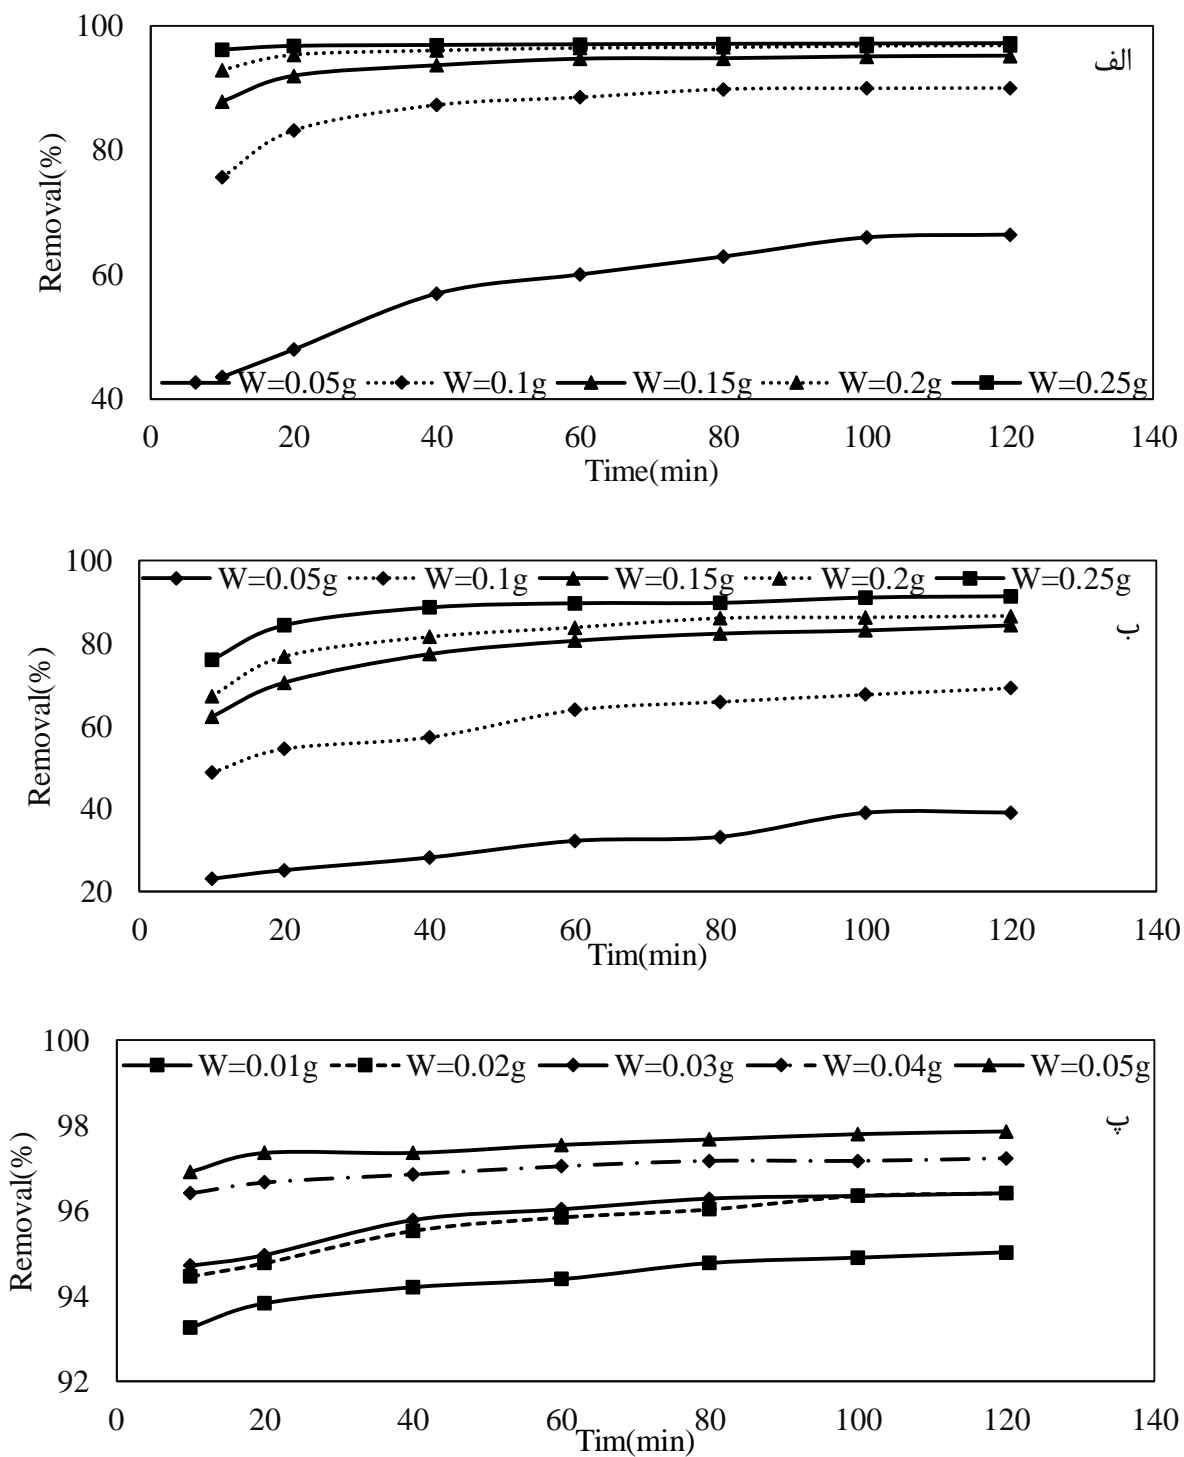 100
80
60
40
Removal(%)
الف
W=0.05g W=0.1g W=0.15g W=0.2g W=0.25g
0 20 40 60 80 100 120 140
Time(min)
100
80
60
40
20
Removal(%)
W=0.05g W=0.1g W=0.15g W=0.2g W=0.25g
ب
0 20 40 60 80 100 120 140
Tim(min)
100
98
96
94
92
Removal(%)
W=0.01g W=0.02g W=0.03g W=0.04g W=0.05g
پ
0 20 40 60 80 100 120 140
Tim(min)